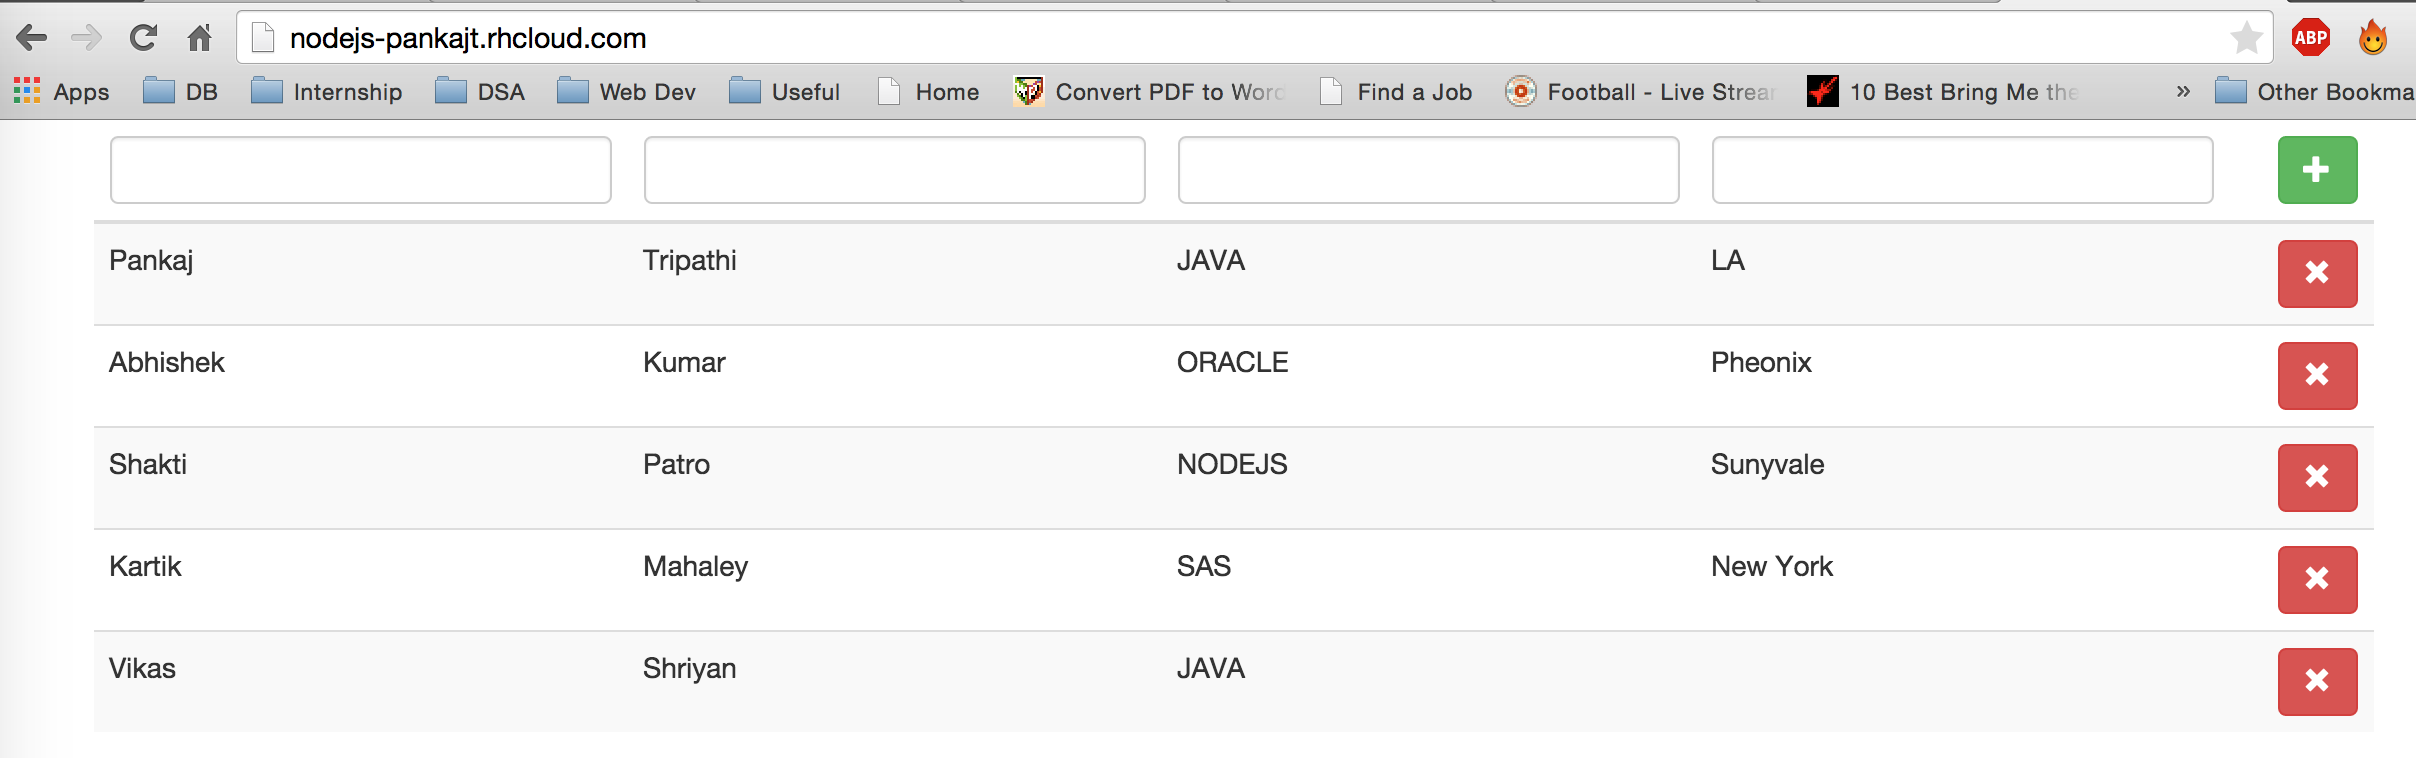 nodejs-pankajt.rhcloud.com ABP
Apps DB Internship DSA Web Dev Useful Home Convert PDF to Word Find a Job Football - Live Strea 10 Best Bring Me the » Other Bookma
Pankaj Tripathi JAVA LA
Abhishek Kumar ORACLE Pheonix
Shakti Patro NODEJS Sunyvale
Kartik Mahaley SAS New York
Vikas Shriyan JAVA